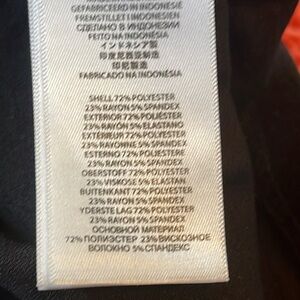 GEFABRICEERD IN INDONESIË
FREMSTILLET I INDONESIEN
СДЕЛАНО В ИНДОНЕЗИИ
FEITO NA INDONÉSIA
インドネシア製
印度尼西亚制造
印尼製造
FABRICADO NA INDONÉSIA
SHELL 72% POLYESTER
23% RAYON 5% SPANDEX
EXTERIOR 72% POLIÉSTER
23% RAYÓN 5% ELASTANO
EXTÉRIEUR 72% POLYESTER
23% RAYONNE 5% SPANDEX
ESTERNO 72% POLIESTERE
23% RAYON 5% SPANDEX
OBERSTOFF 72% POLYESTER
23% VISKOSE 5% ELASTAN
BUITENKANT 72% POLYESTER
23% RAYON 5% SPANDEX
YDERSTE LAG 72% POLYESTER
23% RAYON 5% SPANDEX
ОСНОВНОЙ МАТЕРИАЛ
72% ПОЛИЭСТЕР 23% ВИСКОЗНОЕ
ВОЛОКНО 5% СПАНДЕКС